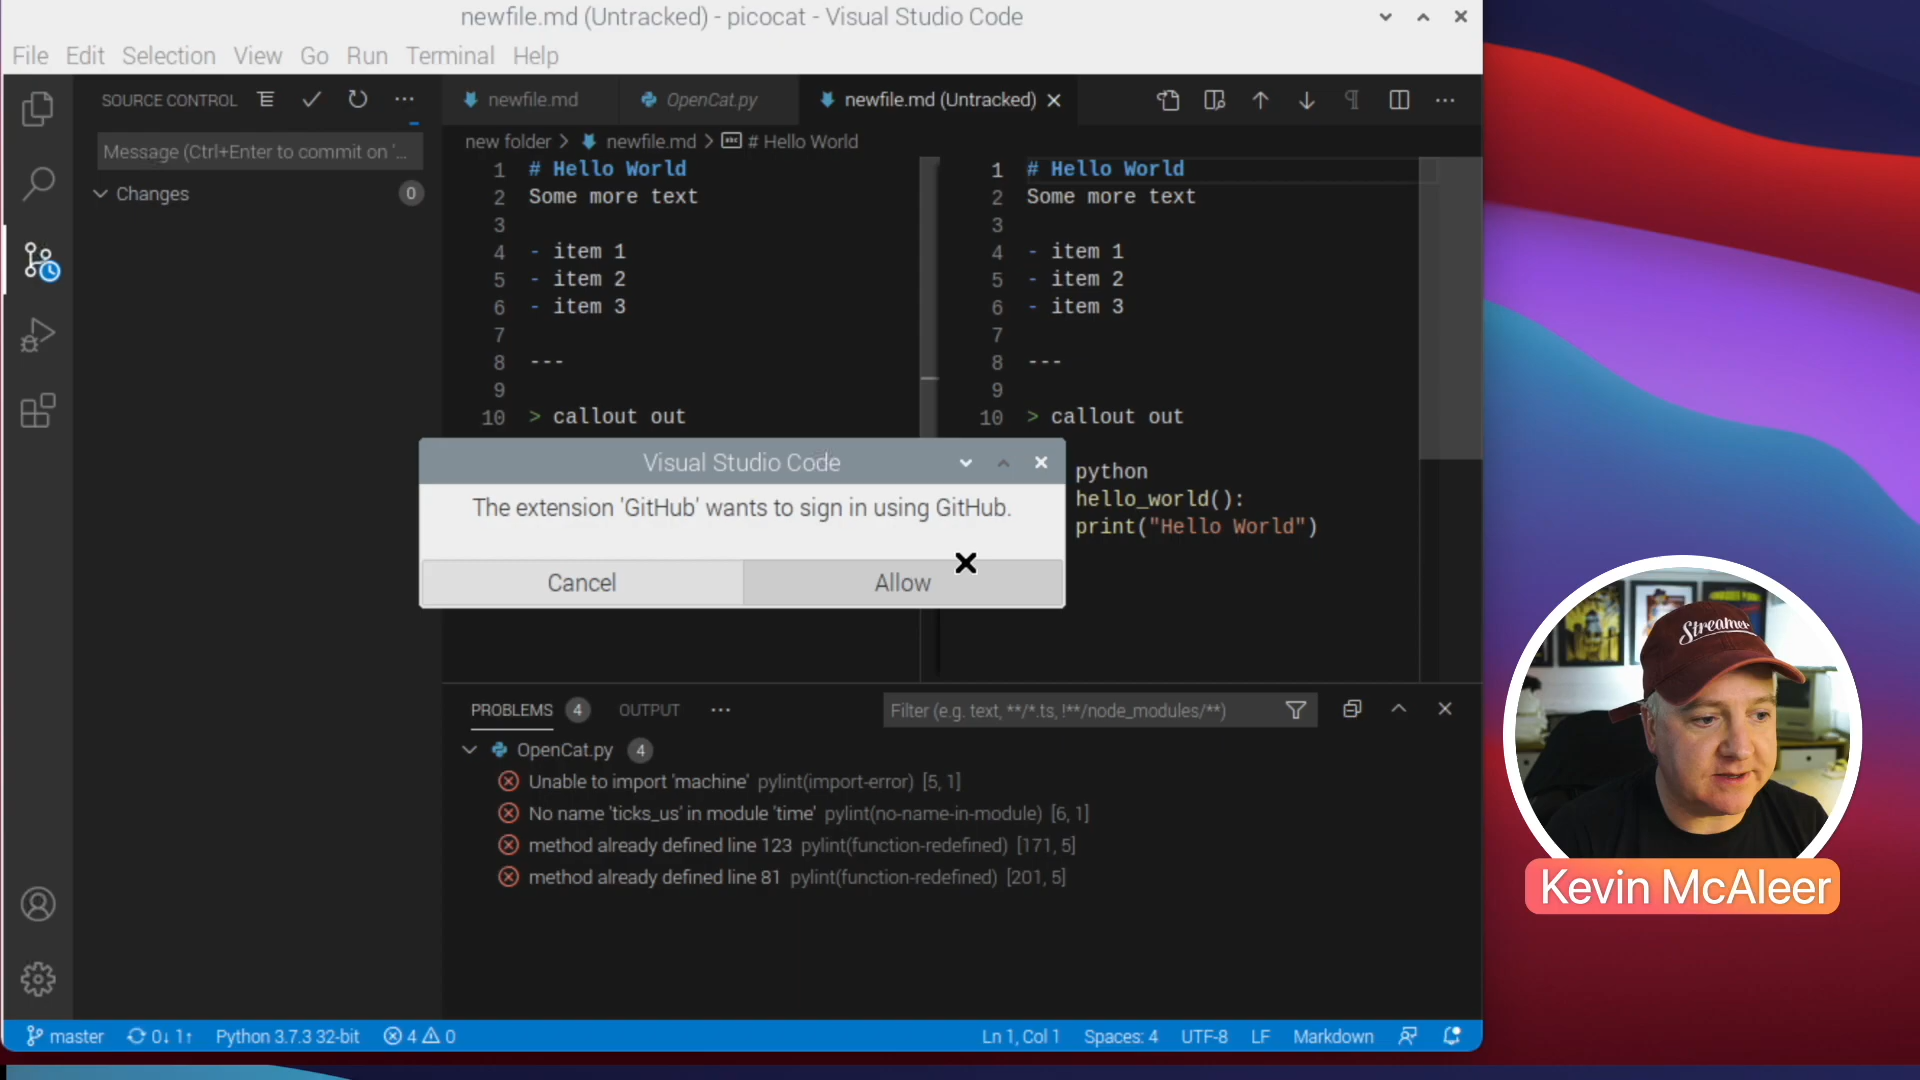 newfile.md (Untracked) - picocat - Visual Studio Code
File Edit Selection View Go Run Terminal Help
SOURCE CONTROL
newfile.md OpenCat.py newfile.md (Untracked)
Message (Ctrl+Enter to commit on '...
new folder > newfile.md > # Hello World
Changes 0
1 # Hello World
2 Some more text
3
4 - item 1
5 - item 2
6 - item 3
7
8 ---
9
10 > callout out
1 # Hello World
2 Some more text
3
4 - item 1
5 - item 2
6 - item 3
7
8 ---
9
10 > callout out
python
hello_world():
print("Hello World")
Visual Studio Code
The extension 'GitHub' wants to sign in using GitHub.
Cancel Allow
PROBLEMS 4 OUTPUT ... Filter (e.g. text, **/*.ts, !**/node_modules/**)
OpenCat.py 4
Unable to import 'machine' pylint(import-error) [5, 1]
No name 'ticks_us' in module 'time' pylint(no-name-in-module) [6, 1]
method already defined line 123 pylint(function-redefined) [171, 5]
method already defined line 81 pylint(function-redefined) [201, 5]
master 0↓ 1↑ Python 3.7.3 32-bit 4 0 Ln 1, Col 1 Spaces: 4 UTF-8 LF Markdown
Streamer
Kevin McAleer